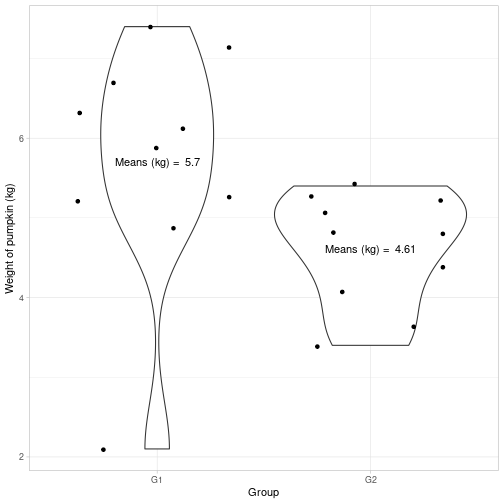 Weight of pumpkin (kg)
6
4
2
Means (kg) = 5.7
Means (kg) = 4.61
G1
G2
Group